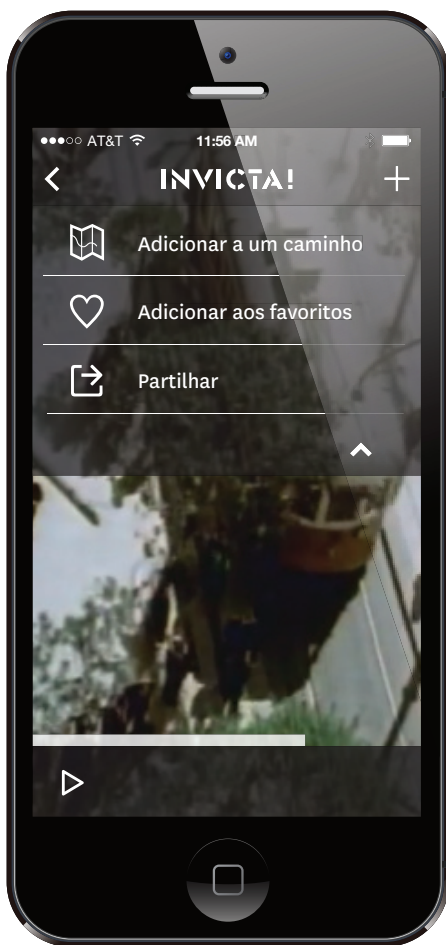 AT&T 11:56 AM
INVICTA!
Adicionar a um caminho
Adicionar aos favoritos
Partilhar